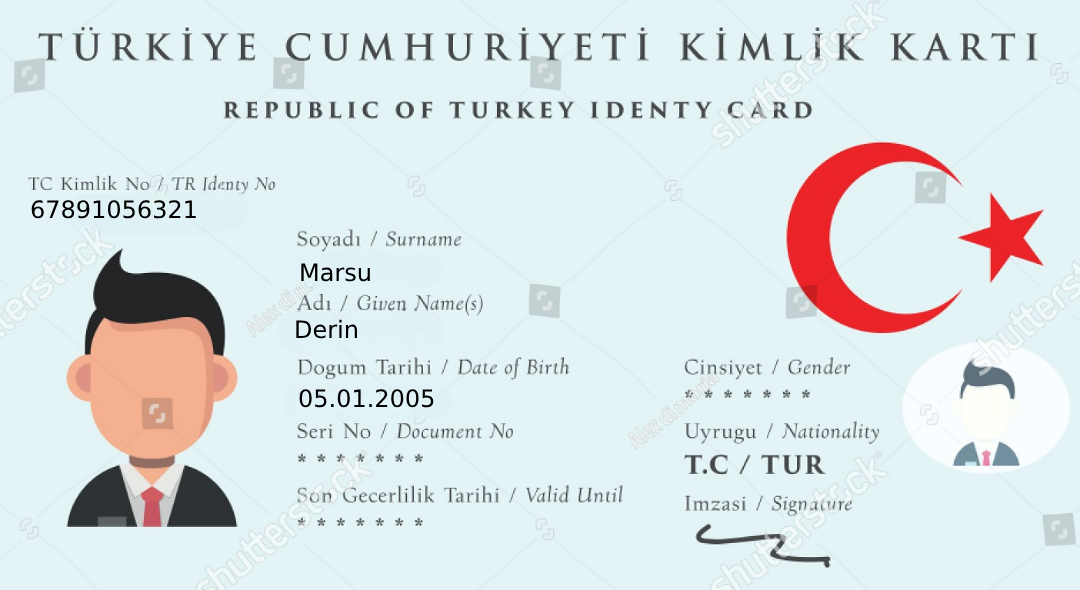 TÜRKİYE CUMHURİYETİ KİMLİK KARTI
REPUBLIC OF TURKEY IDENTY CARD
TC Kimlik No / TR Identy No
67891056321
Soyadı / Surname
Marsu
Adı / Given Name(s)
Derin
Dogum Tarihi / Date of Birth
05.01.2005
Seri No / Document No
* * * * * * *
Son Gecerlilik Tarihi / Valid Until
* * * * * * *
Cinsiyet / Gender
* * * * * * *
Uyrugu / Nationality
T.C / TUR
Imzasi / Signature
shutterstock
shutterstock
shutterstock
shutterstock